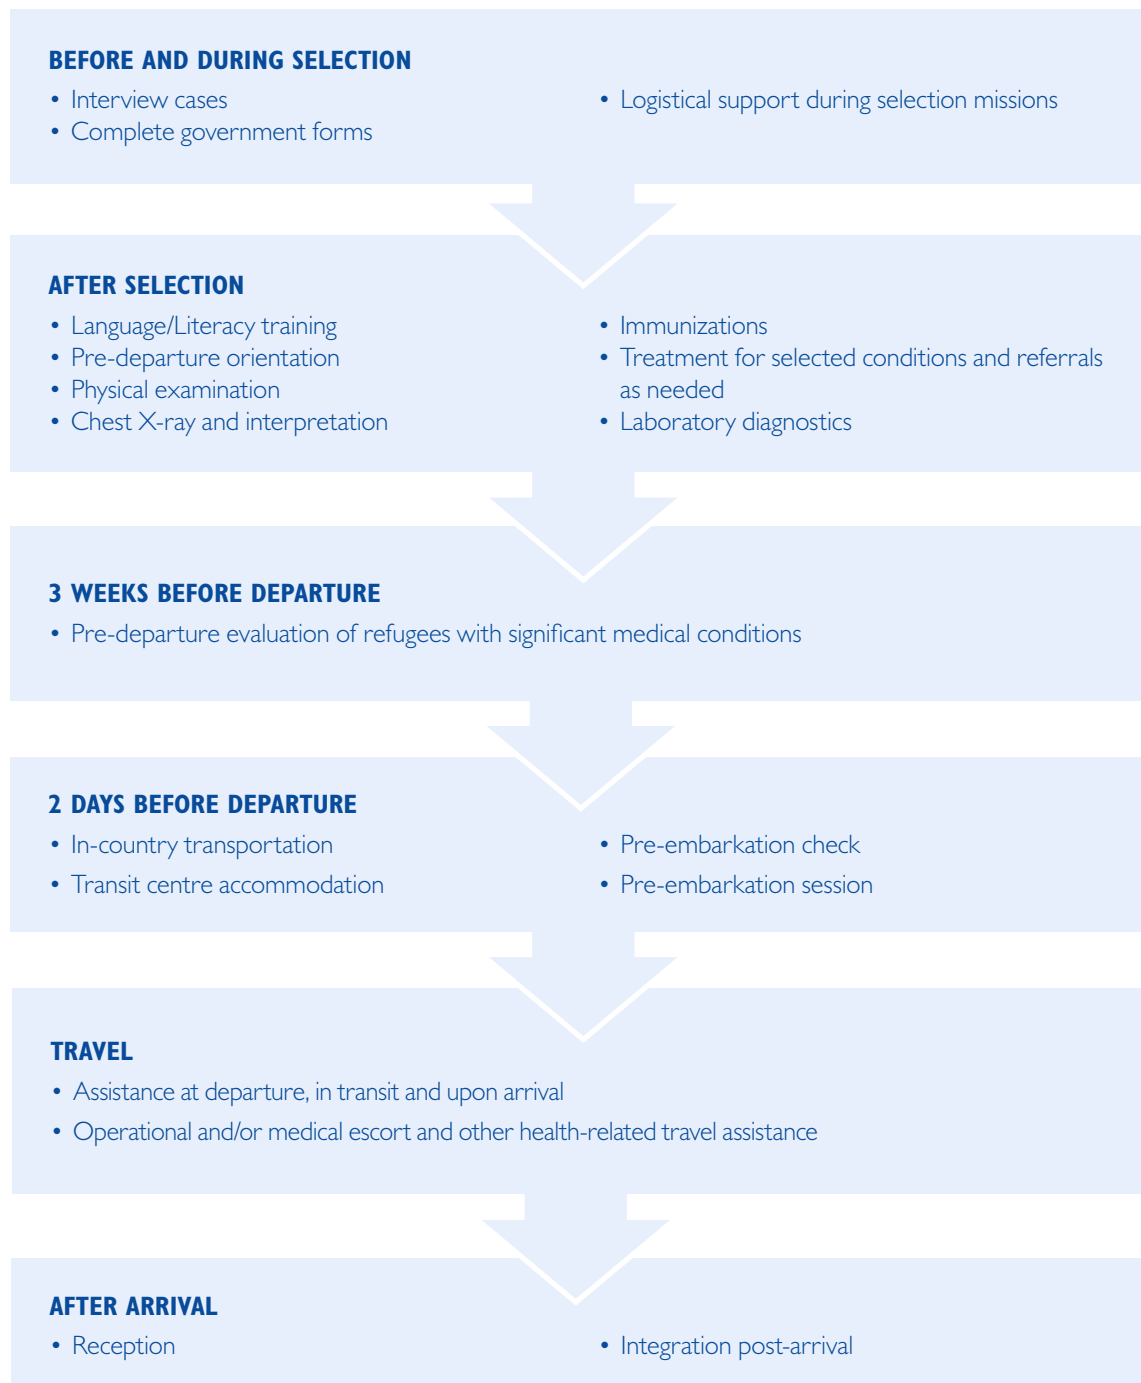 BEFORE AND DURING SELECTION
• Interview cases
• Complete government forms
• Logistical support during selection missions
AFTER SELECTION
• Language/Literacy training
• Pre-departure orientation
• Physical examination
• Chest X-ray and interpretation
• Immunizations
• Treatment for selected conditions and referrals
as needed
• Laboratory diagnostics
3 WEEKS BEFORE DEPARTURE
• Pre-departure evaluation of refugees with significant medical conditions
2 DAYS BEFORE DEPARTURE
• In-country transportation
• Transit centre accommodation
• Pre-embarkation check
• Pre-embarkation session
TRAVEL
• Assistance at departure, in transit and upon arrival
• Operational and/or medical escort and other health-related travel assistance
AFTER ARRIVAL
• Reception
• Integration post-arrival